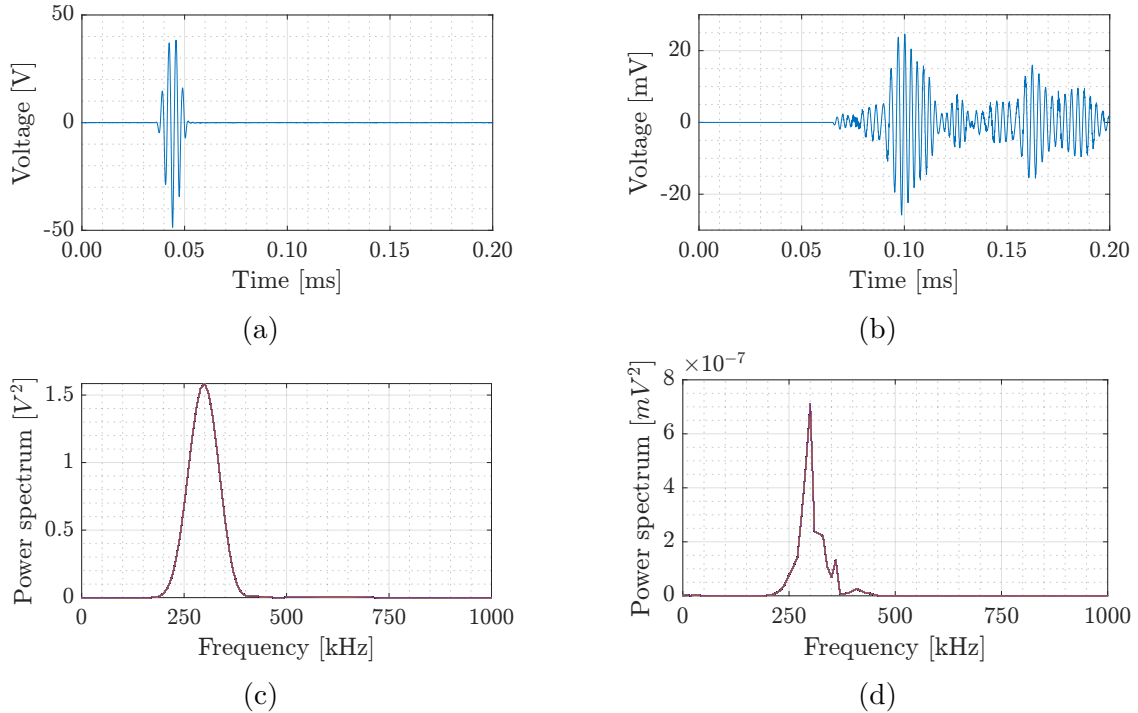 50
0
-50
Voltage [V]
0.00 0.05 0.10 0.15 0.20
Time [ms]
(a)
20
0
-20
Voltage [mV]
0.00 0.05 0.10 0.15 0.20
Time [ms]
(b)
1.5
1
0.5
0
Power spectrum [V²]
0 250 500 750 1000
Frequency [kHz]
(c)
×10⁻⁷
8
6
4
2
0
Power spectrum [mV²]
0 250 500 750 1000
Frequency [kHz]
(d)